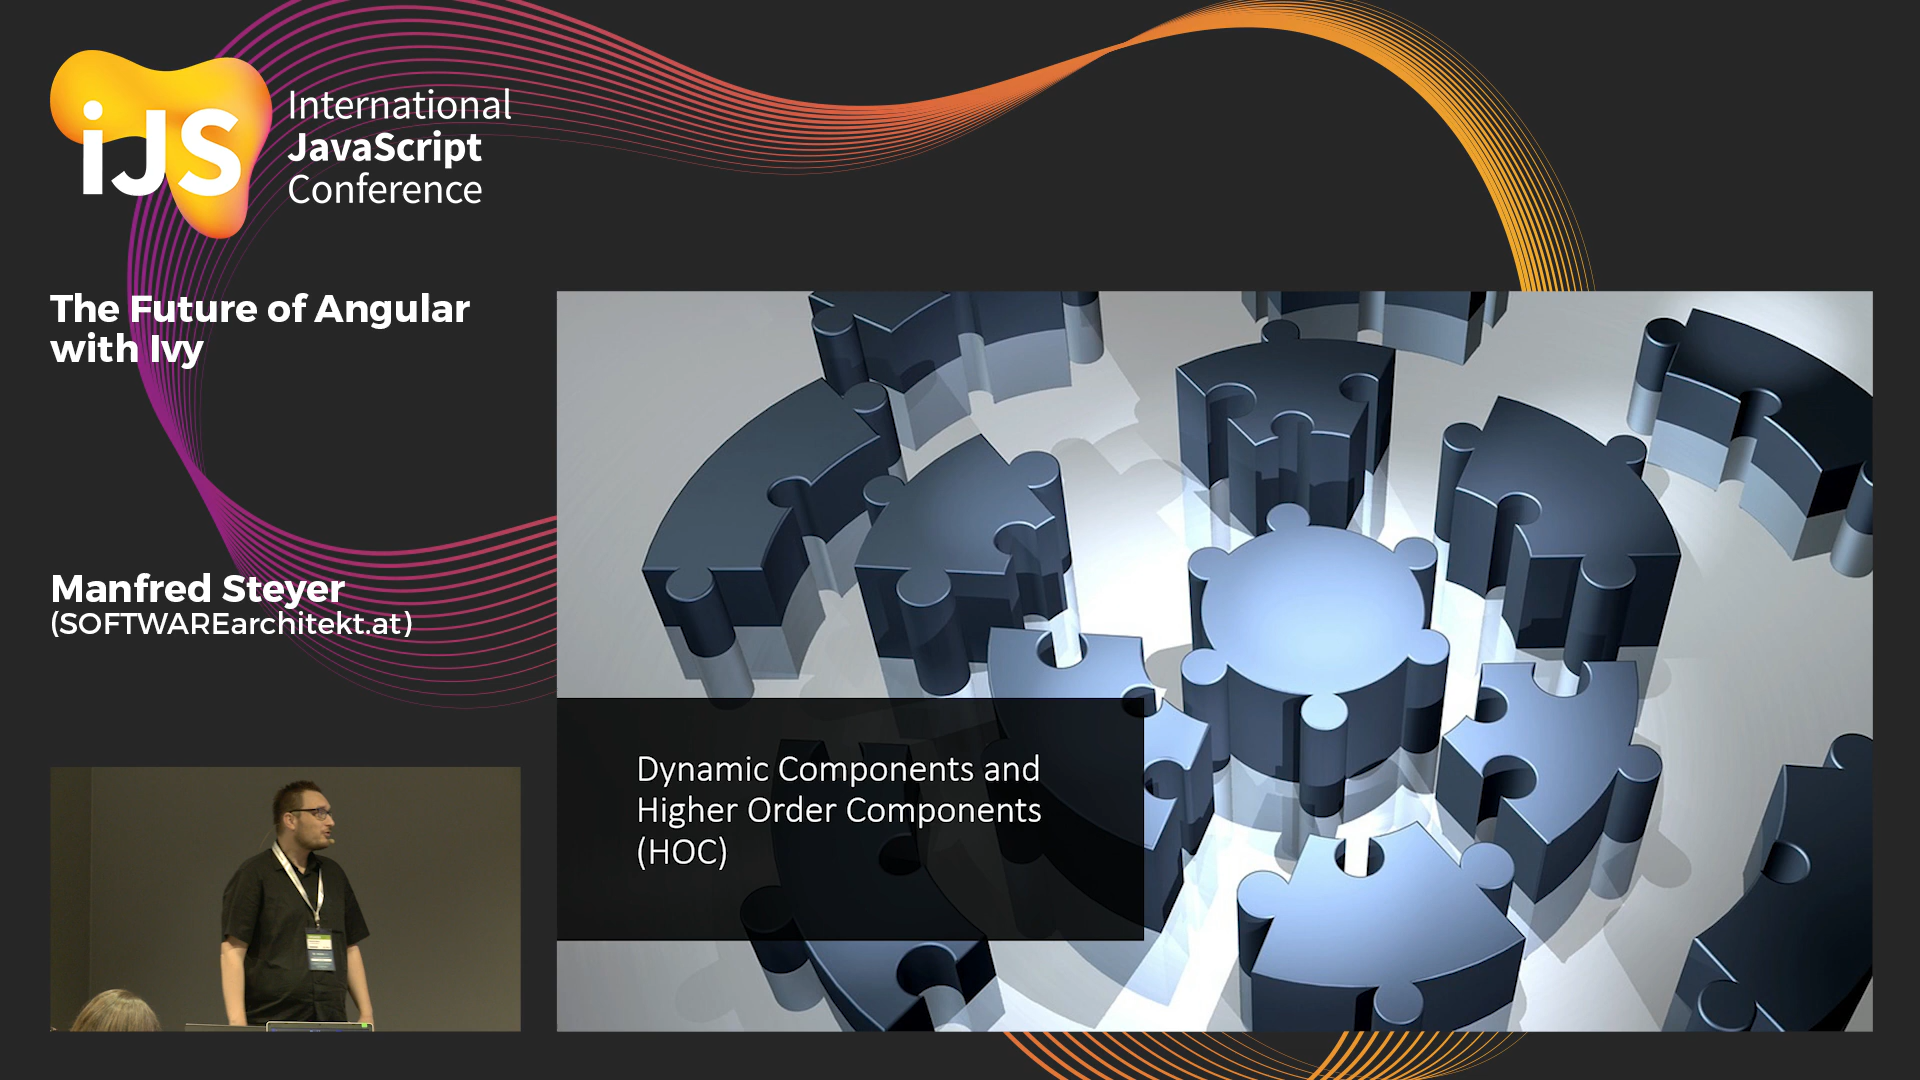 iJS
International
JavaScript
Conference
The Future of Angular
with Ivy
Manfred Steyer
(SOFTWAREarchitekt.at)
Dynamic Components and
Higher Order Components
(HOC)